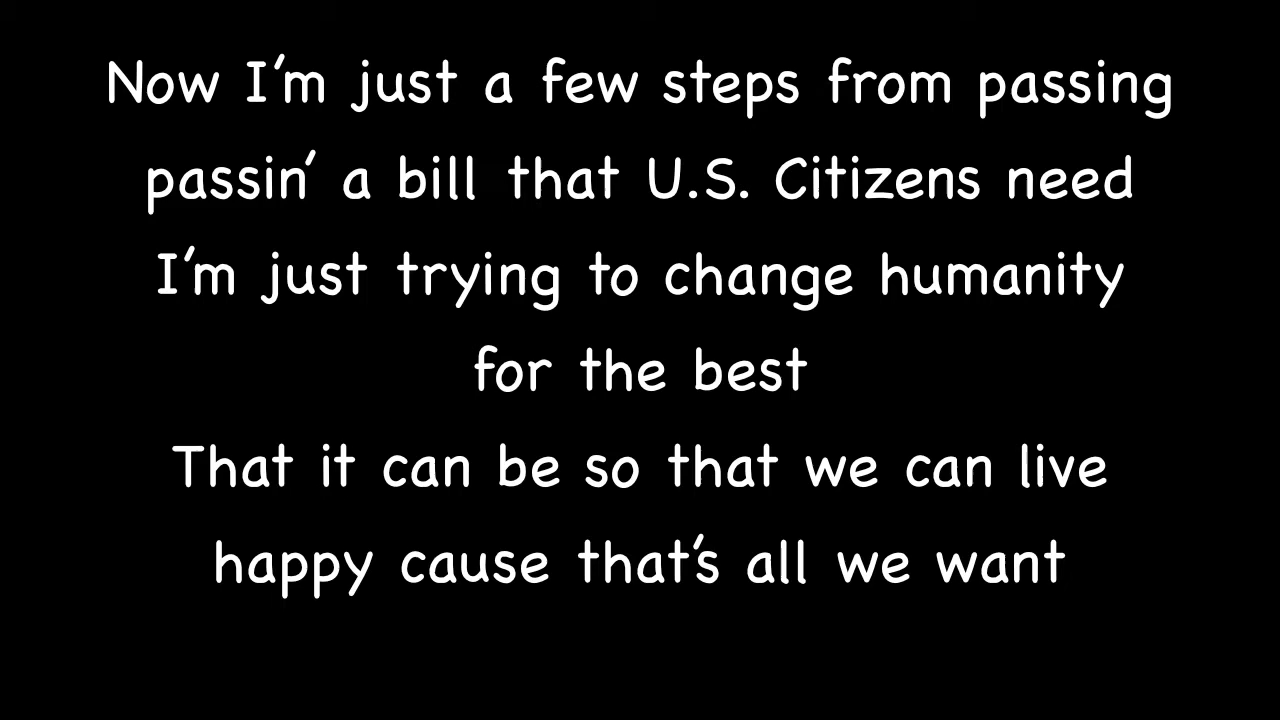 Now I'm just a few steps from passing
passin' a bill that U.S. Citizens need
I'm just trying to change humanity
for the best
That it can be so that we can live
happy cause that's all we want